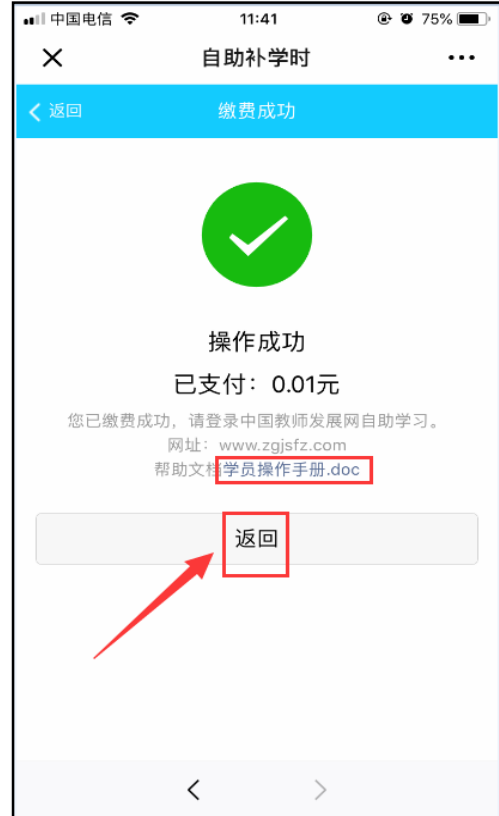 中国电信 11:41 75%
自助补学时
返回 缴费成功
操作成功
已支付：0.01元
您已缴费成功，请登录中国教师发展网自助学习。
网址：www.zgjsfz.com
帮助文档学员操作手册.doc
返回